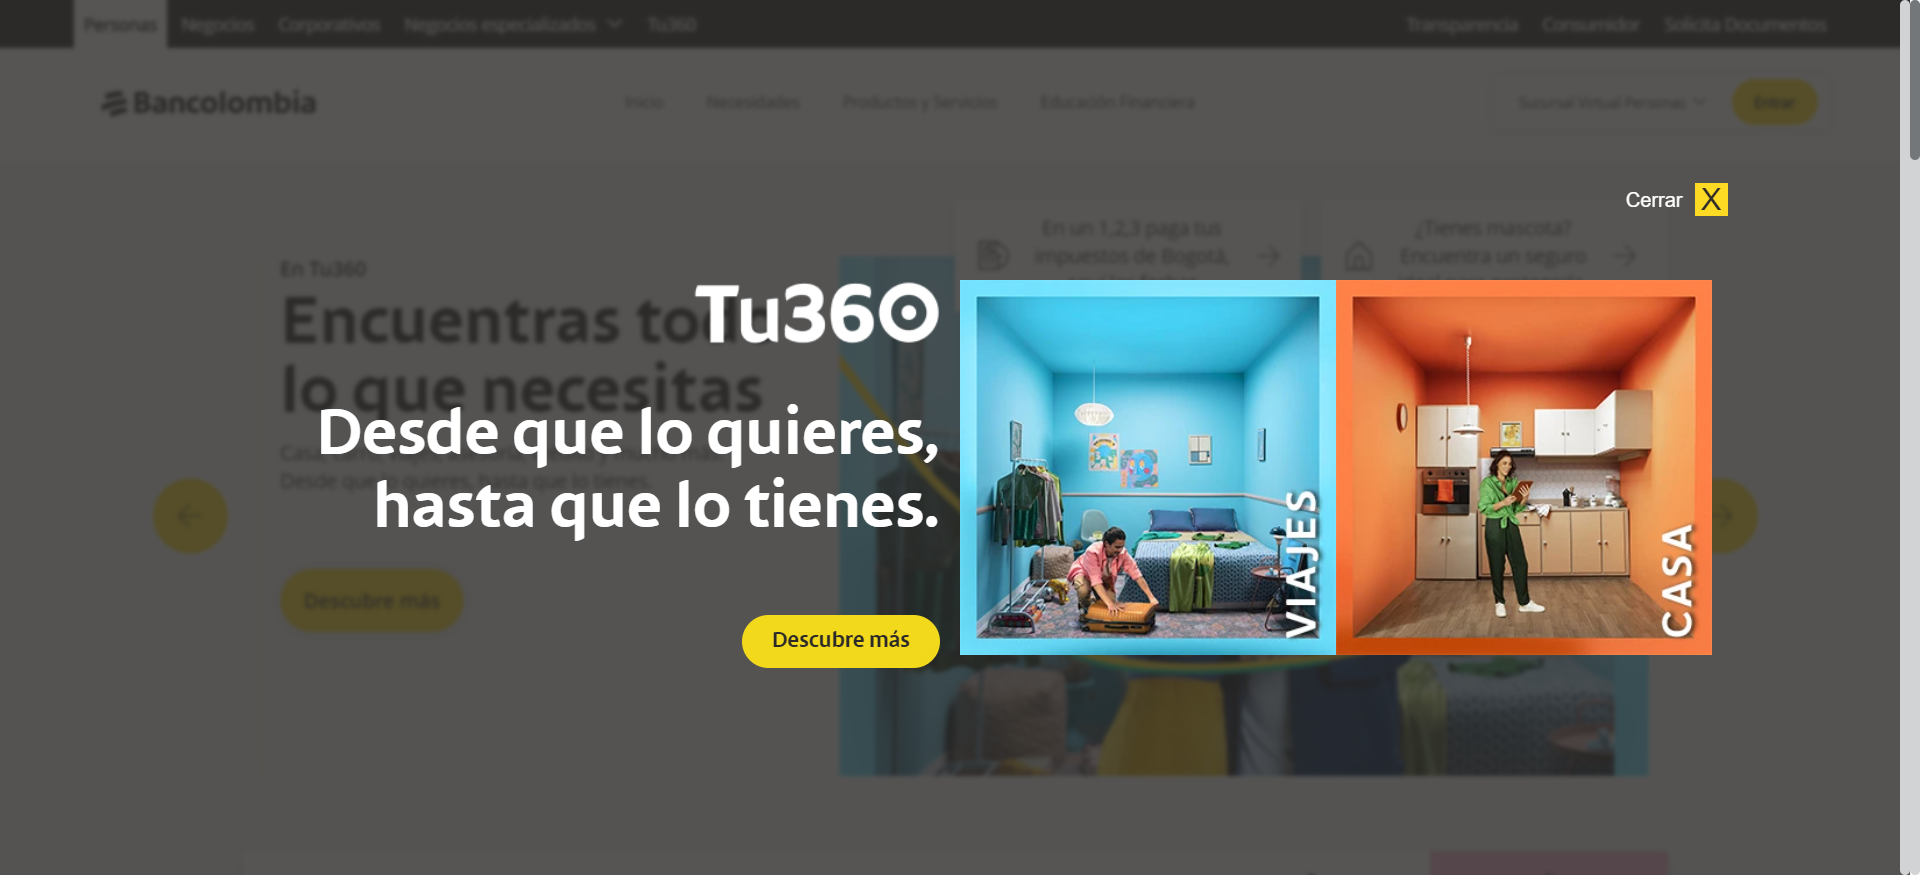 Personas Negocios Corporativos Negocios especializados Tu360 Transparencia Consumidor Solicita Documentos
Bancolombia Inicio Necesidades Productos y Servicios Educación Financiera Sucursal Virtual Personas Entrar
Cerrar X
En un 1,2,3 paga tus
impuestos de Bogotá,
¿Tienes mascota?
Encuentra un seguro
En Tu360
Encuentras todo
lo que necesitas
Desde que lo quieres, hasta que lo tienes.
Descubre más
Tu360
Desde que lo quieres,
hasta que lo tienes.
Descubre más
VIAJES
CASA